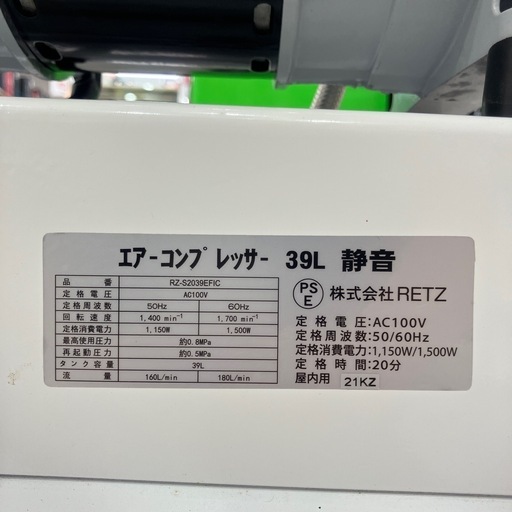 エアーコンプレッサー 39L 静音
品番 RZ-S2039EFIC
定格電圧 AC100V
定格周波数 50Hz 60Hz
回転速度 1,400 min⁻¹ 1,700 min⁻¹
定格消費電力 1,150W 1,500W
最高使用圧力 約0.8MPa
再起動圧力 約0.5MPa
タンク容量 39L
流量 160L/min 180L/min
PSE 株式会社RETZ
定格電圧:AC100V
定格周波数:50/60Hz
定格消費電力:1,150W/1,500W
定格時間:20分
屋内用 21KZ